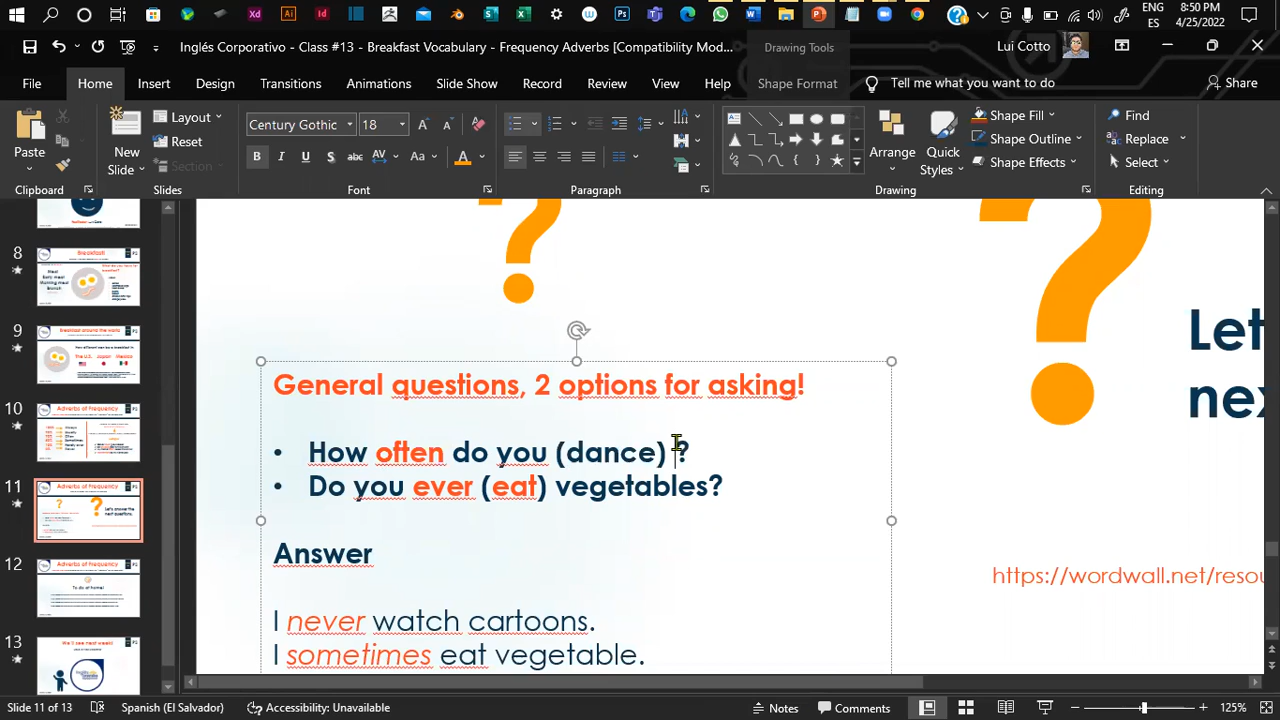 8:50 PM
ENG
ES
4/25/2022
Inglés Corporativo - Class #13 - Breakfast Vocabulary - Frequency Adverbs [Compatibility Mod...
Drawing Tools
Lui Cotto
File
Home
Insert
Design
Transitions
Animations
Slide Show
Record
Review
View
Help
Shape Format
Tell me what you want to do
Share
Paste
New
Slide
Layout
Reset
Section
Century Gothic
18
Arrange
Quick
Styles
Shape Fill
Shape Outline
Shape Effects
Find
Replace
Select
Clipboard
Slides
Font
Paragraph
Drawing
Editing
8
Breakfast!
9
Breakfast around the world
10
Adverbs of Frequency
11
12
Adverbs of Frequency
To do at home!
13
We'll see next week!
?
?
General questions, 2 options for asking!
• How often do you (dance) ?
• Do you ever (eat) vegetables?
Answer
I never watch cartoons.
I sometimes eat vegetable.
Let
nex
https://wordwall.net/resou
Slide 11 of 13
Spanish (El Salvador)
Accessibility: Unavailable
Notes
Comments
125%